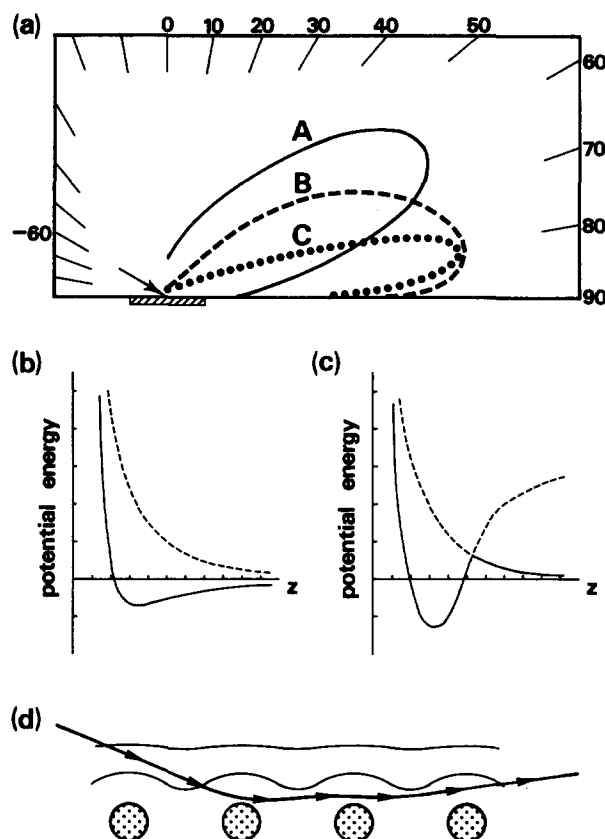 (a)
0 10 20 30 40 50
60
A
70
B
-60
C
80
90
(b)
(c)
potential energy
z
potential energy
z
(d)